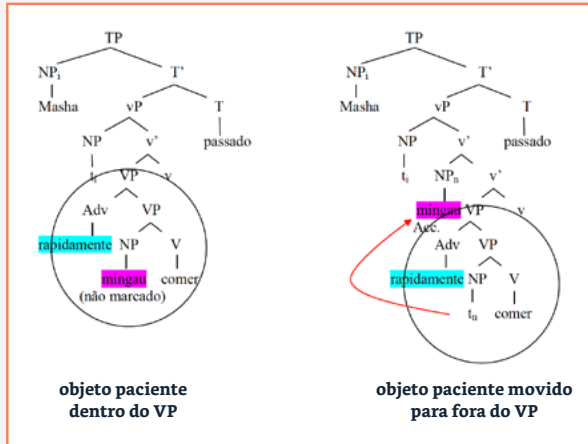 TP
NPi T'
Masha vP T
NP v' passado
ti VP v
Adv VP
rapidamente NP V
mingau comer
(não marcado)
objeto paciente
dentro do VP
TP
NPi T'
Masha vP T
NP v' passado
ti NPn v'
mingau VP v
Acc.
Adv VP
rapidamente NP V
tn comer
objeto paciente movido
para fora do VP